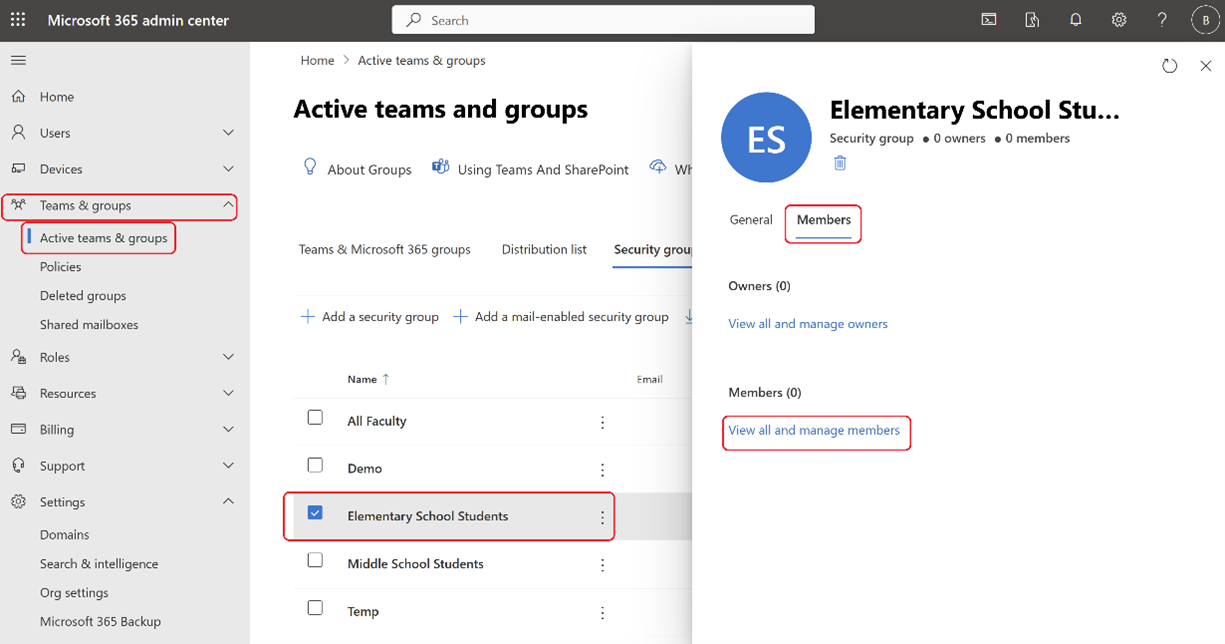 Microsoft 365 admin center
Search
B
Home
Users
Devices
Teams & groups
Active teams & groups
Policies
Deleted groups
Shared mailboxes
Roles
Resources
Billing
Support
Settings
Domains
Search & intelligence
Org settings
Microsoft 365 Backup
Home > Active teams & groups
Active teams and groups
About Groups
Using Teams And SharePoint
Wh
Teams & Microsoft 365 groups
Distribution list
Security grou
Add a security group
Add a mail-enabled security group
Name ↑
Email
All Faculty
Demo
Elementary School Students
Middle School Students
Temp
ES
Elementary School Stu...
Security group ● 0 owners ● 0 members
General
Members
Owners (0)
View all and manage owners
Members (0)
View all and manage members